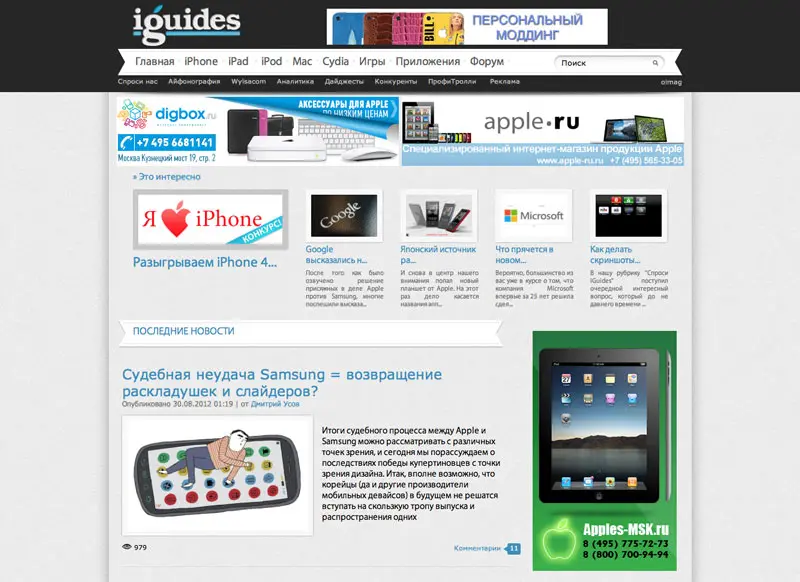 iguides
ПЕРСОНАЛЬНЫЙ
МОДДИНГ
BILL
Главная iPhone iPad iPod Mac Cydia Игры Приложения Форум
Поиск
Спроси нас Айфонография Wylsacom Аналитика Дайджесты Конкуренты ПрофиТролли Реклама
oimag
digbox.ru
+7 495 6681141
Москва Кузнецкий мост 19, стр. 2
АКСЕССУАРЫ ДЛЯ APPLE
ПО НИЗКИМ ЦЕНАМ
apple·ru
Специализированный интернет-магазин продукции Apple
www.apple-ru.ru +7 (495) 565-33-05
» Это интересно
Я iPhone
КОНКУРС!
Разыгрываем iPhone 4...
Google
Google
высказались н...
После того как было
озвучено решение
присяжных в деле Apple
против Samsung, многие
поспешили высказа...
Японский источник
ра...
И снова в центр нашего
внимания попал новый
планшет от Apple. На этот
раз дело касается
названия апп...
Microsoft
Что прячется в
новом...
Вероятно, большинство из
вас уже в курсе о том, что
компания Microsoft
впервые за 25 лет решила
сдел...
Как делать
скриншоты...
В нашу рубрику "Спроси
iGuides" поступил
очередной интересный
вопрос, который до не
давнего времени ...
ПОСЛЕДНИЕ НОВОСТИ
Судебная неудача Samsung = возвращение
раскладушек и слайдеров?
Опубликовано 30.08.2012 01:19 | от Дмитрий Усов
Итоги судебного процесса между Apple и
Samsung можно рассматривать с различных
точек зрения, и сегодня мы порассуждаем о
последствиях победы купертиновцев с точки
зрения дизайна. Итак, вполне возможно, что
корейцы (да и другие производители
мобильных девайсов) в будущем не решатся
вступать на скользкую тропу выпуска и
распространения одних
979
Комментарии 11
Apples-MSK.ru
8 (495) 775-72-73
8 (800) 700-94-94